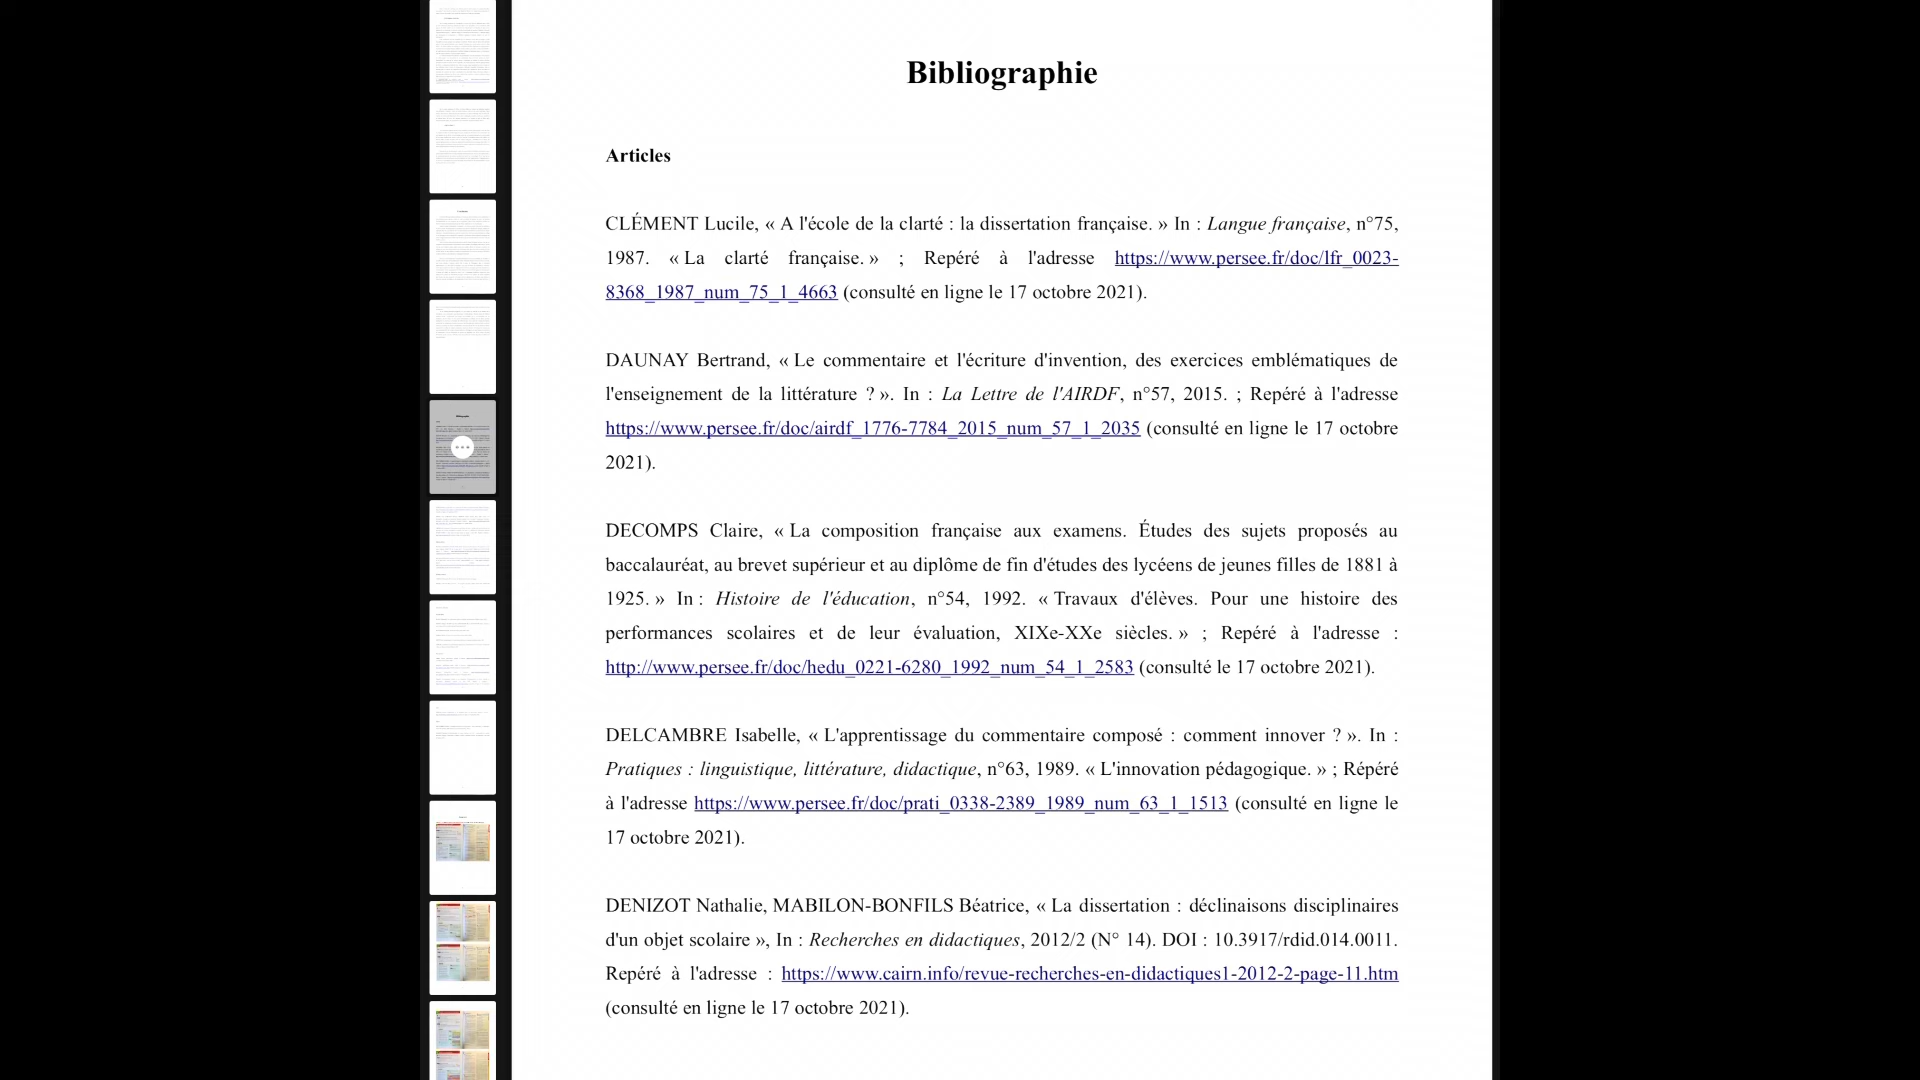 Bibliographie
Articles
CLÉMENT Lucile, « A l'école de la clarté : la dissertation française. » In : Langue française, n°75,
1987. « La clarté française. » ; Repéré à l'adresse https://www.persee.fr/doc/lfr_0023-
8368_1987_num_75_1_4663 (consulté en ligne le 17 octobre 2021).
DAUNAY Bertrand, « Le commentaire et l'écriture d'invention, des exercices emblématiques de
l'enseignement de la littérature ? ». In : La Lettre de l'AIRDF, n°57, 2015. ; Repéré à l'adresse
https://www.persee.fr/doc/airdf_1776-7784_2015_num_57_1_2035 (consulté en ligne le 17 octobre
2021).
DECOMPS Claire, « La composition française aux examens. Études des sujets proposés au
baccalauréat, au brevet supérieur et au diplôme de fin d'études des lycéens de jeunes filles de 1881 à
1925. » In : Histoire de l'éducation, n°54, 1992. « Travaux d'élèves. Pour une histoire des
performances scolaires et de leur évaluation, XIXe-XXe siècles. » ; Repéré à l'adresse :
http://www.persee.fr/doc/hedu_0221-6280_1992_num_54_1_2583 (consulté le 17 octobre 2021).
DELCAMBRE Isabelle, « L'apprentissage du commentaire composé : comment innover ? ». In :
Pratiques : linguistique, littérature, didactique, n°63, 1989. « L'innovation pédagogique. » ; Répéré
à l'adresse https://www.persee.fr/doc/prati_0338-2389_1989_num_63_1_1513 (consulté en ligne le
17 octobre 2021).
DENIZOT Nathalie, MABILON-BONFILS Béatrice, « La dissertation : déclinaisons disciplinaires
d'un objet scolaire », In : Recherches en didactiques, 2012/2 (N° 14). DOI : 10.3917/rdid.014.0011.
Repéré à l'adresse : https://www.cairn.info/revue-recherches-en-didactiques1-2012-2-page-11.htm
(consulté en ligne le 17 octobre 2021).